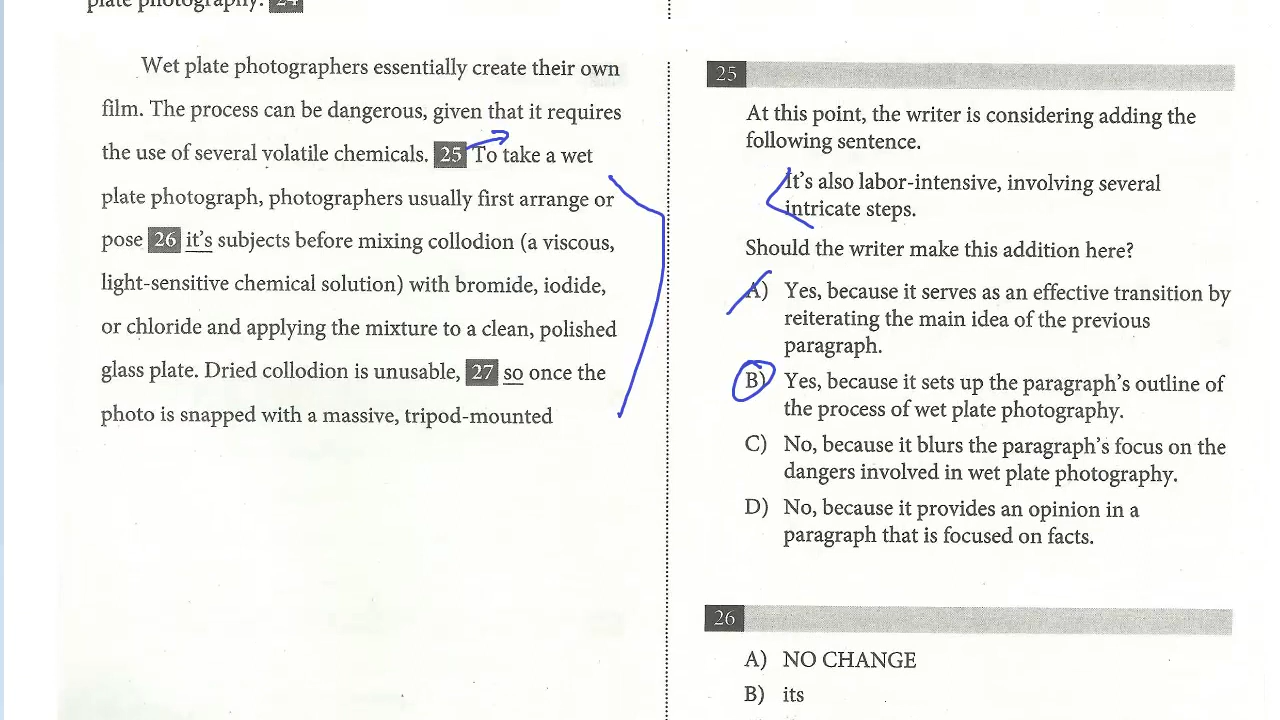 plate photography. 24
Wet plate photographers essentially create their own
film. The process can be dangerous, given that it requires
the use of several volatile chemicals. 25 To take a wet
plate photograph, photographers usually first arrange or
pose 26 it's subjects before mixing collodion (a viscous,
light-sensitive chemical solution) with bromide, iodide,
or chloride and applying the mixture to a clean, polished
glass plate. Dried collodion is unusable, 27 so once the
photo is snapped with a massive, tripod-mounted
25
At this point, the writer is considering adding the
following sentence.
It's also labor-intensive, involving several
intricate steps.
Should the writer make this addition here?
A) Yes, because it serves as an effective transition by
reiterating the main idea of the previous
paragraph.
B) Yes, because it sets up the paragraph's outline of
the process of wet plate photography.
C) No, because it blurs the paragraph's focus on the
dangers involved in wet plate photography.
D) No, because it provides an opinion in a
paragraph that is focused on facts.
26
A) NO CHANGE
B) its